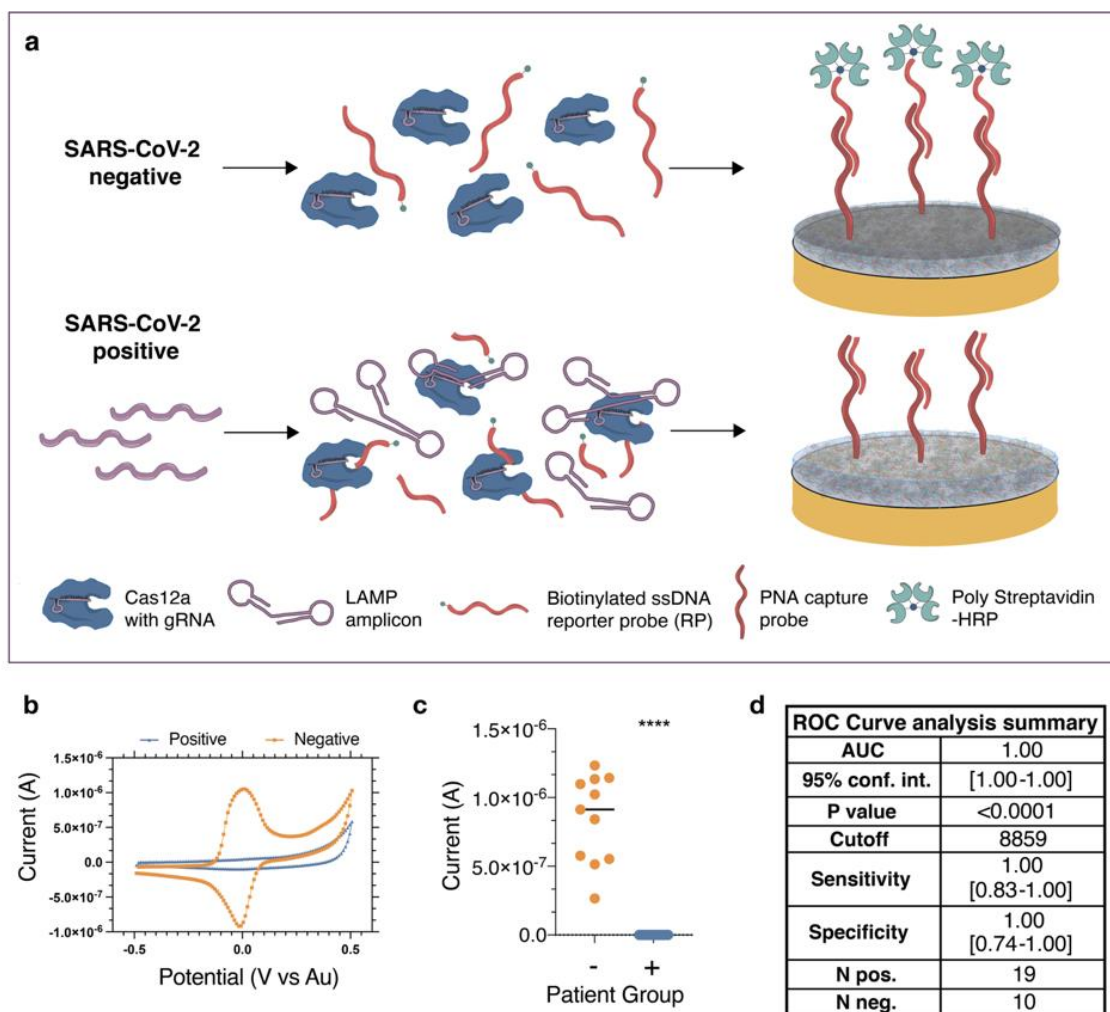 a
SARS-CoV-2
negative
SARS-CoV-2
positive
Cas12a
with gRNA
LAMP
amplicon
Biotinylated ssDNA
reporter probe (RP)
PNA capture
probe
Poly Streptavidin
-HRP
b
Positive Negative
Current (A)
1.5×10⁻⁶
1.0×10⁻⁶
5.0×10⁻⁷
0.0
-5.0×10⁻⁷
-1.0×10⁻⁶
-0.5 0.0 0.5
Potential (V vs Au)
c
****
Current (A)
1.5×10⁻⁶
1.0×10⁻⁶
5.0×10⁻⁷
0.0
- +
Patient Group
d
ROC Curve analysis summary
AUC 1.00
95% conf. int. [1.00-1.00]
P value <0.0001
Cutoff 8859
Sensitivity 1.00
[0.83-1.00]
Specificity 1.00
[0.74-1.00]
N pos. 19
N neg. 10